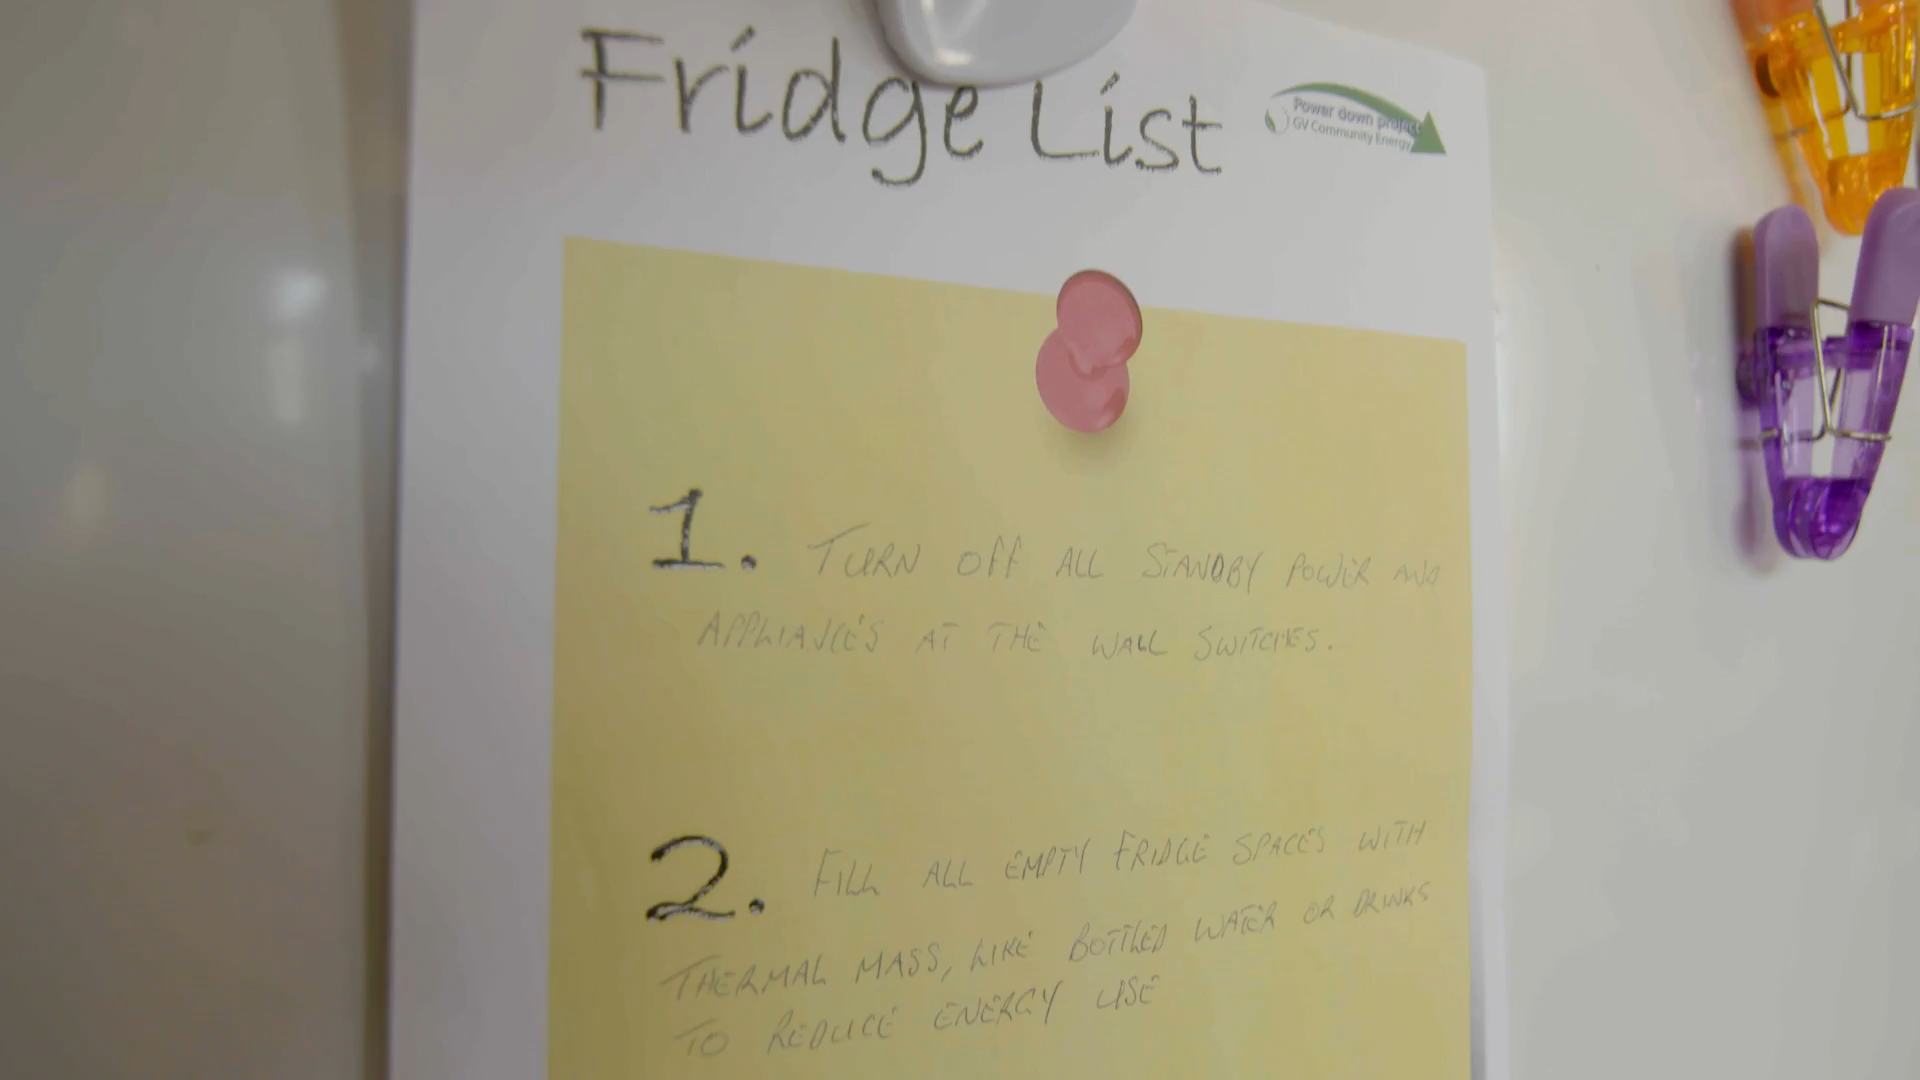 Fridge List
Power down project
GV Community Energy
1. TURN OFF ALL STANDBY POWER AND
APPLIANCES AT THE WALL SWITCHES.
2. FILL ALL EMPTY FRIDGE SPACES WITH
THERMAL MASS, LIKE BOTTLED WATER OR DRINKS
TO REDUCE ENERGY USE